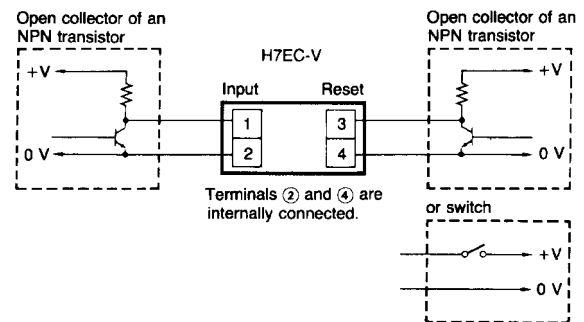 Open collector of an
NPN transistor
+V
0 V
H7EC-V
Input
Reset
1
2
3
4
Terminals ② and ④ are
internally connected.
Open collector of an
NPN transistor
+V
0 V
or switch
+V
0 V